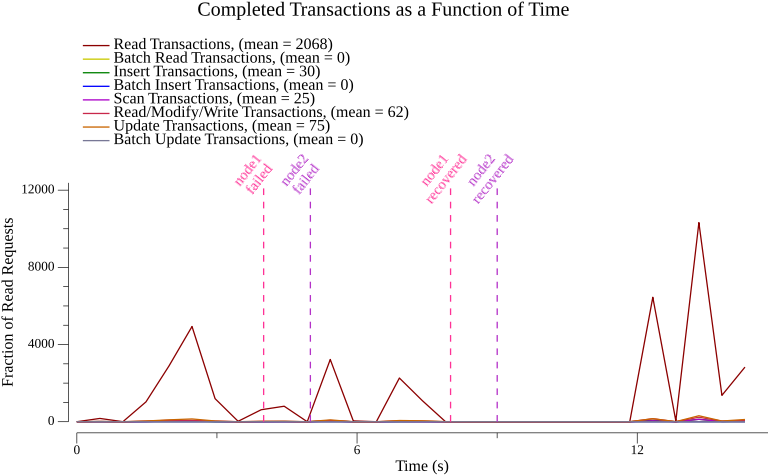 Completed Transactions as a Function of Time
Read Transactions, (mean = 2068)
Batch Read Transactions, (mean = 0)
Insert Transactions, (mean = 30)
Batch Insert Transactions, (mean = 0)
Scan Transactions, (mean = 25)
Read/Modify/Write Transactions, (mean = 62)
Update Transactions, (mean = 75)
Batch Update Transactions, (mean = 0)
node1
failed
node2
failed
node1
recovered
node2
recovered
12000
8000
4000
0
Fraction of Read Requests
0
6
12
Time (s)